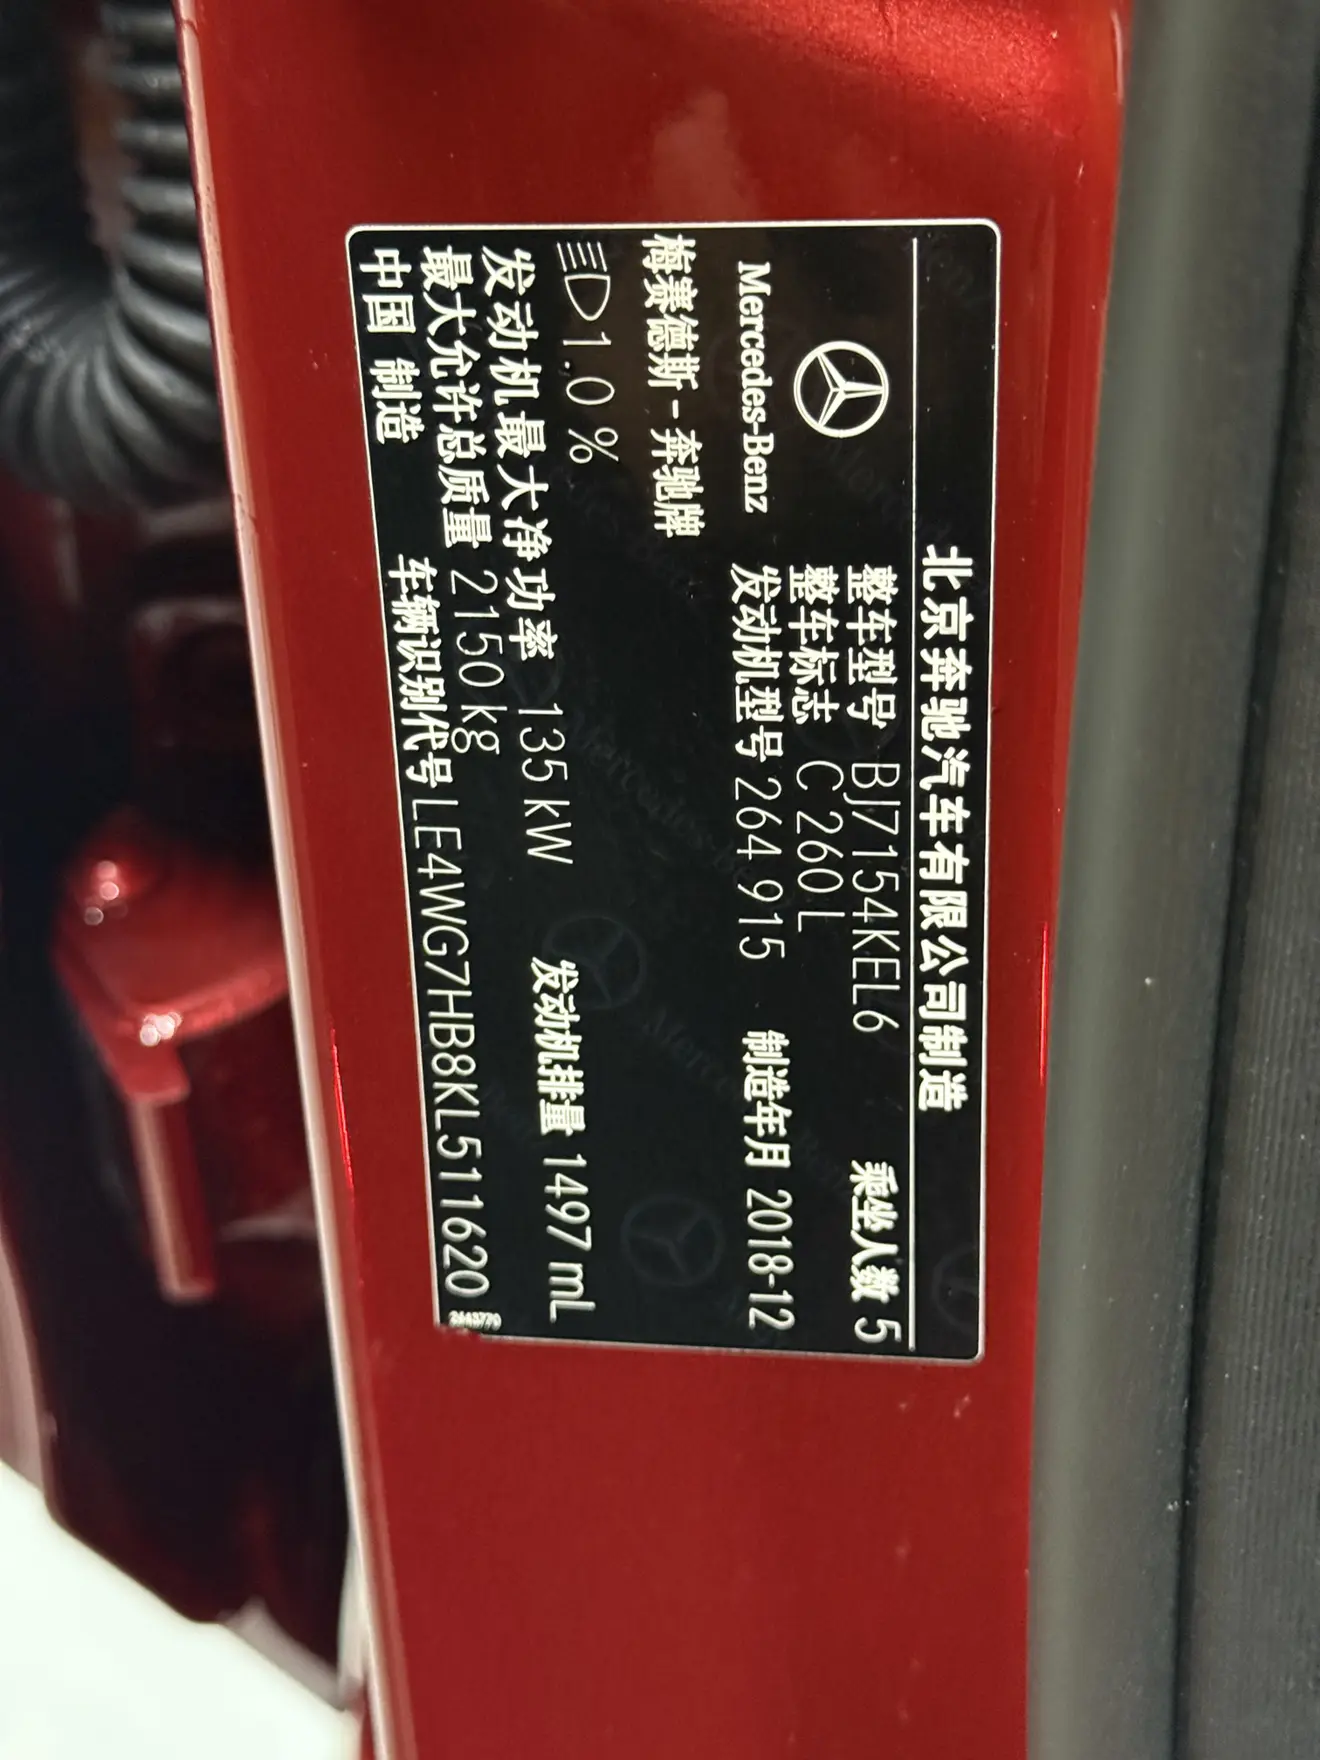 北京奔驰汽车有限公司制造
整车型号 BJ7154KEL6 乘坐人数 5
整车标志 C 260 L
Mercedes-Benz 发动机型号 264 915 制造年月 2018-12
梅赛德斯-奔驰牌
1.0 %
发动机最大净功率 135 kW 发动机排量 1497 mL
最大允许总质量 2150 kg
中国 制造 车辆识别代号 LE4WG7HB8KL511620